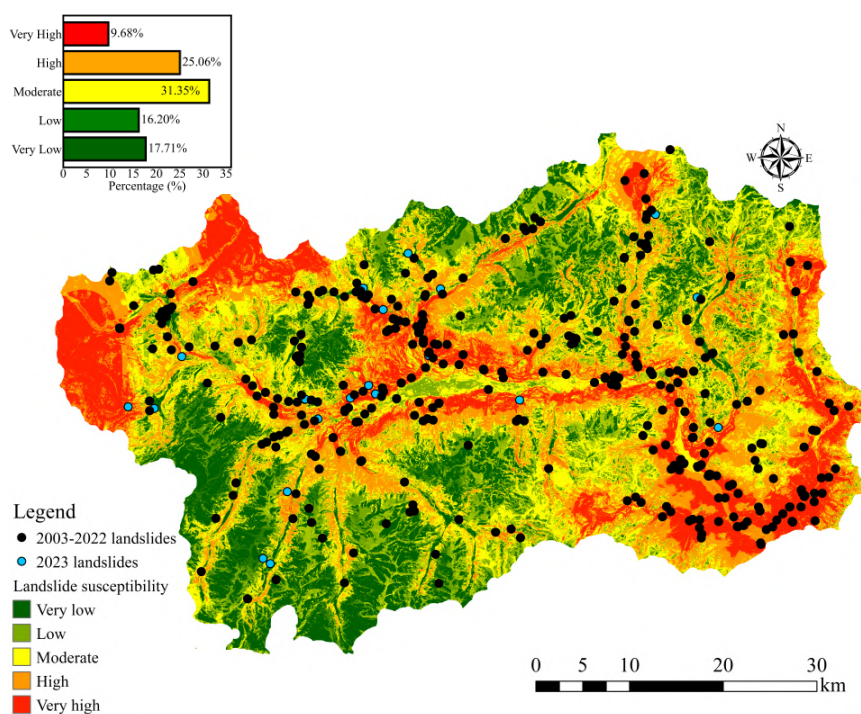 Very High
9.68%
High
25.06%
Moderate
31.35%
Low
16.20%
Very Low
17.71%
0 5 10 15 20 25 30 35
Percentage (%)
N
W E
S
Legend
2003-2022 landslides
2023 landslides
Landslide susceptibility
Very low
Low
Moderate
High
Very high
0 5 10 20 30
km